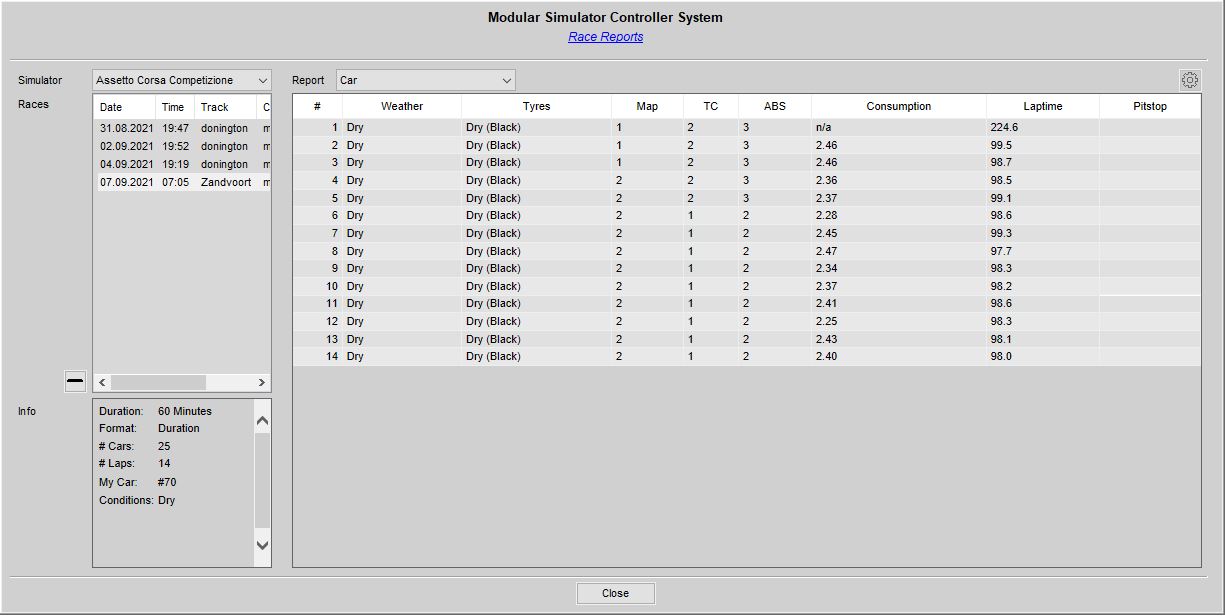 Modular Simulator Controller System
Race Reports
Simulator Assetto Corsa Competizione Report Car
Races
Date Time Track C
31.08.2021 19:47 donington m
02.09.2021 19:52 donington m
04.09.2021 19:19 donington m
07.09.2021 07:05 Zandvoort m
# Weather Tyres Map TC ABS Consumption Laptime Pitstop
1 Dry Dry (Black) 1 2 3 n/a 224.6
2 Dry Dry (Black) 1 2 3 2.46 99.5
3 Dry Dry (Black) 1 2 3 2.46 98.7
4 Dry Dry (Black) 2 2 3 2.36 98.5
5 Dry Dry (Black) 2 2 3 2.37 99.1
6 Dry Dry (Black) 2 1 2 2.28 98.6
7 Dry Dry (Black) 2 1 2 2.45 99.3
8 Dry Dry (Black) 2 1 2 2.47 97.7
9 Dry Dry (Black) 2 1 2 2.34 98.3
10 Dry Dry (Black) 2 1 2 2.37 98.2
11 Dry Dry (Black) 2 1 2 2.41 98.6
12 Dry Dry (Black) 2 1 2 2.25 98.3
13 Dry Dry (Black) 2 1 2 2.43 98.1
14 Dry Dry (Black) 2 1 2 2.40 98.0
Info
Duration: 60 Minutes
Format: Duration
# Cars: 25
# Laps: 14
My Car: #70
Conditions: Dry
Close